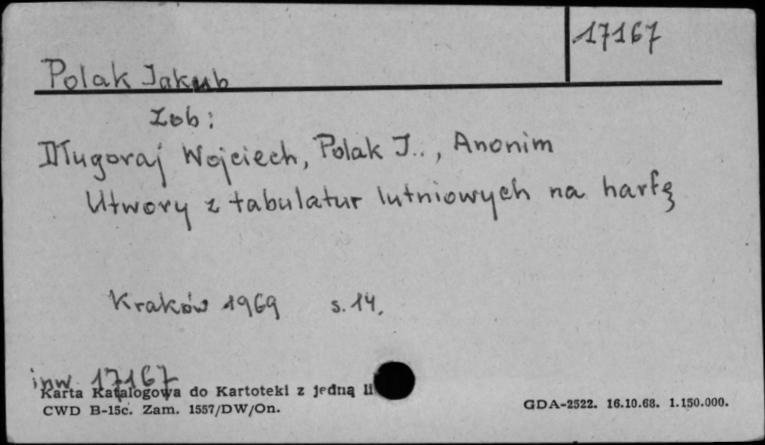 17167
Polak Jakub
Zob:
Długoraj Wojciech, Polak J.., Anonim
Utwory z tabulatur lutniowych na harfę
Kraków 1969 s. 14.
inw. 17167
Karta Katalogowa do Kartoteki z jedną li
CWD B-15c. Zam. 1557/DW/On.
GDA-2522. 16.10.68. 1.150.000.